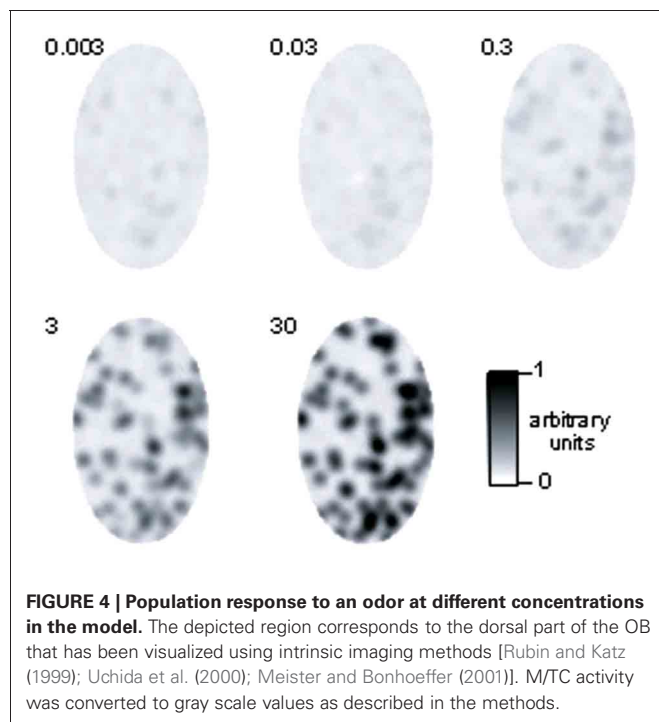 0.003
0.03
0.3
3
30
1
arbitrary
units
0
FIGURE 4 | Population response to an odor at different concentrations
in the model. The depicted region corresponds to the dorsal part of the OB
that has been visualized using intrinsic imaging methods [Rubin and Katz
(1999); Uchida et al. (2000); Meister and Bonhoeffer (2001)]. M/TC activity
was converted to gray scale values as described in the methods.